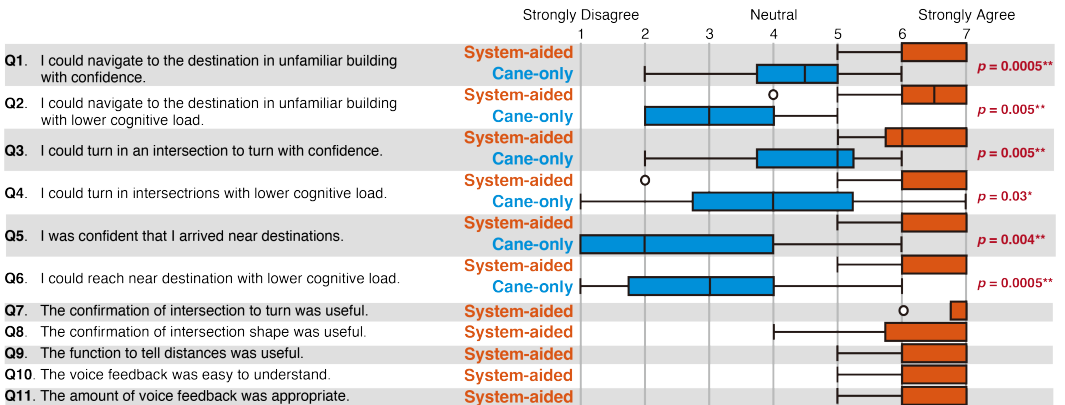 Strongly Disagree Neutral Strongly Agree
1 2 3 4 5 6 7
Q1. I could navigate to the destination in unfamiliar building
with confidence.
System-aided
Cane-only
p = 0.0005**
Q2. I could navigate to the destination in unfamiliar building
with lower cognitive load.
System-aided
Cane-only
p = 0.005**
Q3. I could turn in an intersection to turn with confidence.
System-aided
Cane-only
p = 0.005**
Q4. I could turn in intersectrions with lower cognitive load.
System-aided
Cane-only
p = 0.03*
Q5. I was confident that I arrived near destinations.
System-aided
Cane-only
p = 0.004**
Q6. I could reach near destination with lower cognitive load.
System-aided
Cane-only
p = 0.0005**
Q7. The confirmation of intersection to turn was useful. System-aided
Q8. The confirmation of intersection shape was useful. System-aided
Q9. The function to tell distances was useful. System-aided
Q10. The voice feedback was easy to understand. System-aided
Q11. The amount of voice feedback was appropriate. System-aided